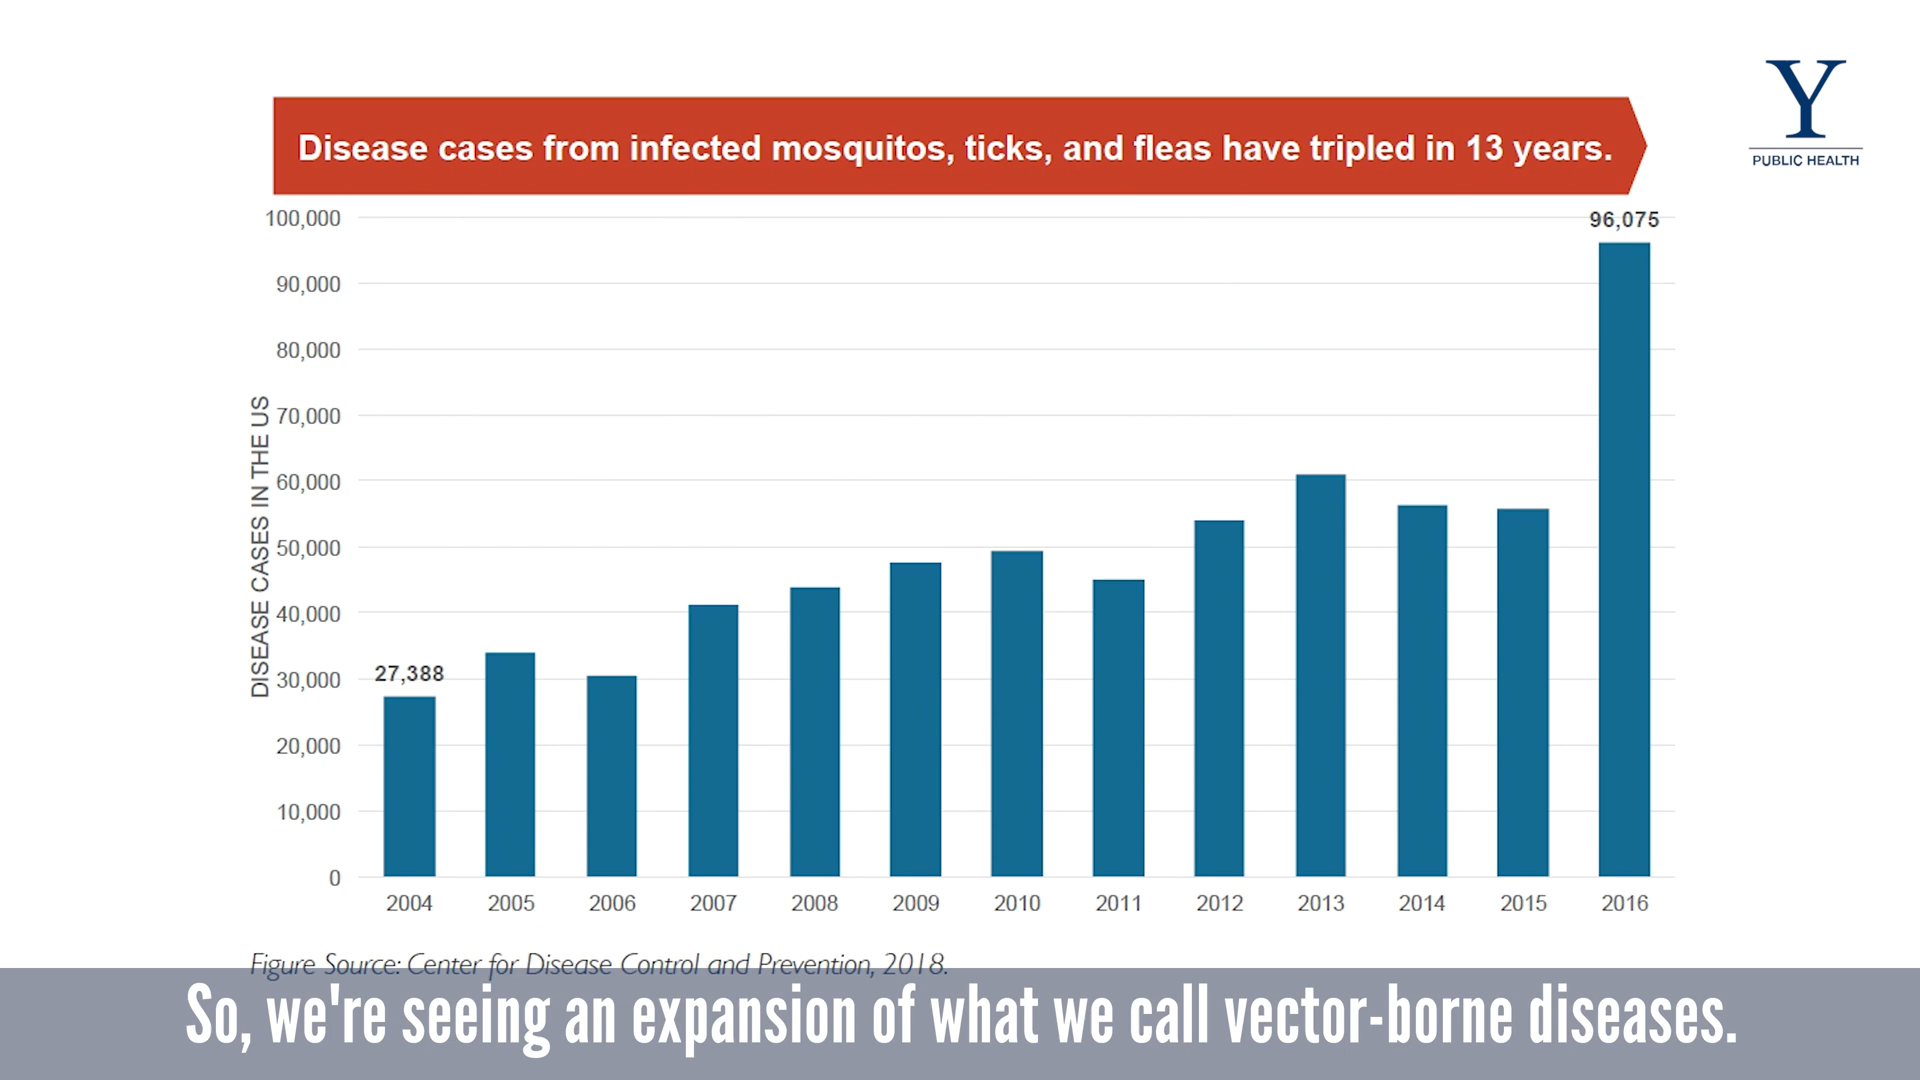 Y
PUBLIC HEALTH
Disease cases from infected mosquitos, ticks, and fleas have tripled in 13 years.
DISEASE CASES IN THE US
100,000
90,000
80,000
70,000
60,000
50,000
40,000
30,000
20,000
10,000
0
27,388
96,075
2004 2005 2006 2007 2008 2009 2010 2011 2012 2013 2014 2015 2016
Figure Source: Center for Disease Control and Prevention, 2018.
So, we're seeing an expansion of what we call vector-borne diseases.